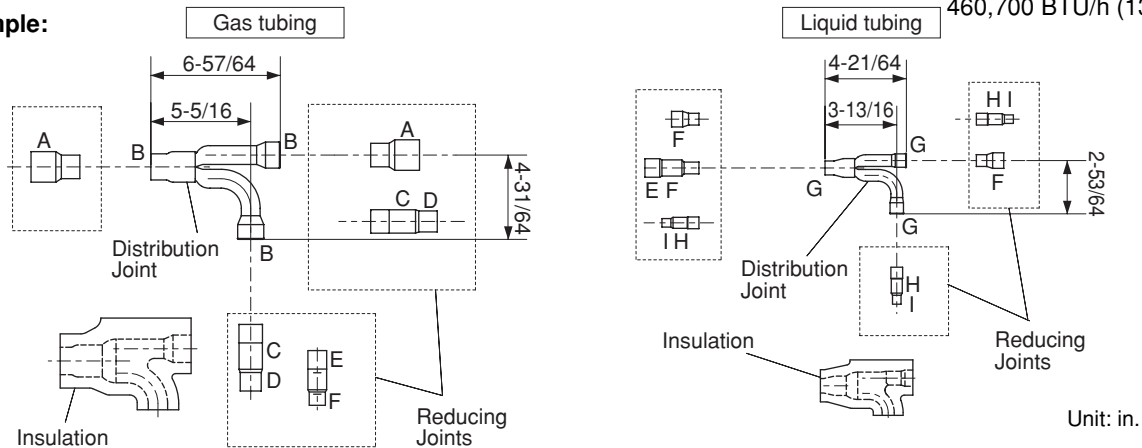 mple:
Gas tubing
6-57/64
5-5/16
A
B
B
A
C D
4-31/64
B
Distribution
Joint
C
D
E
F
Insulation
Reducing
Joints
460,700 BTU/h (13
Liquid tubing
4-21/64
3-13/16
F
E F
I H
G
G
G
H I
F
2-53/64
Distribution
Joint
H
I
Insulation
Reducing
Joints
Unit: in.